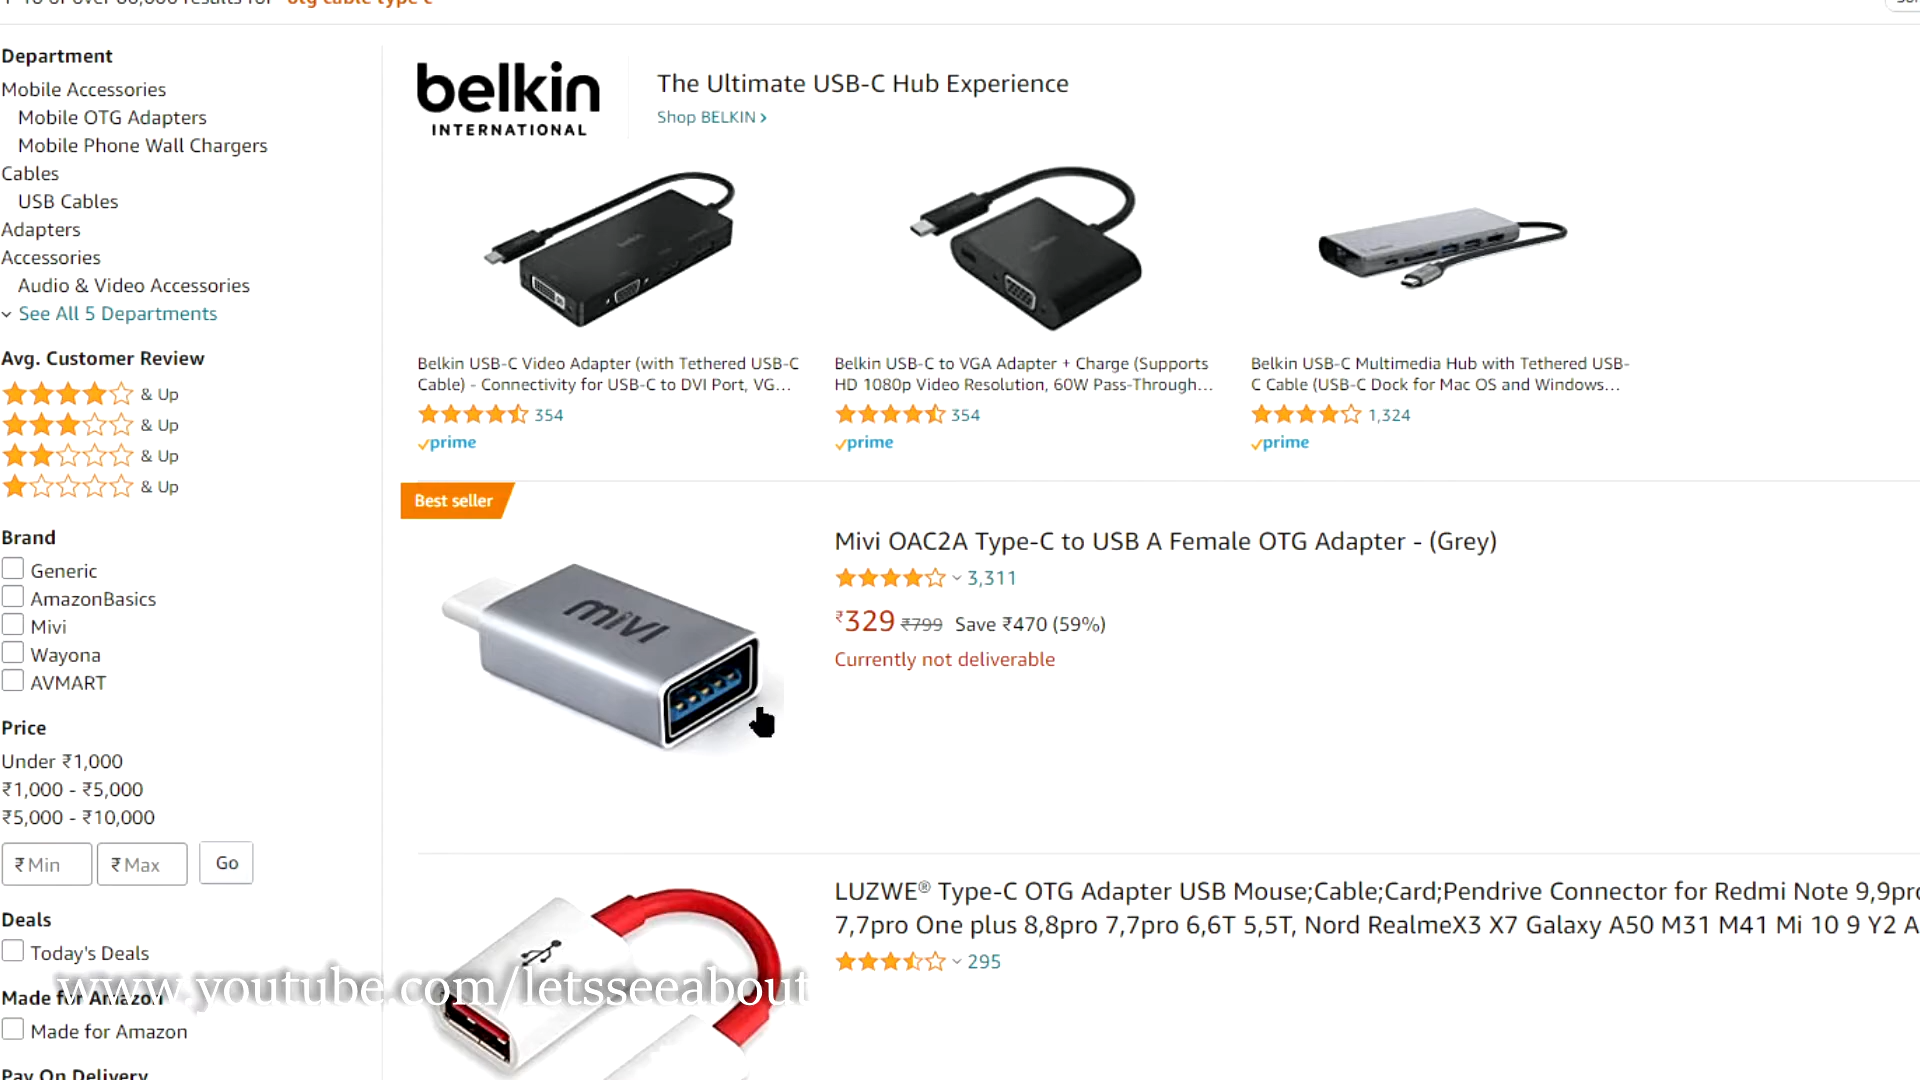 otg cable type c
Department
Mobile Accessories
Mobile OTG Adapters
Mobile Phone Wall Chargers
Cables
USB Cables
Adapters
Accessories
Audio & Video Accessories
See All 5 Departments
Avg. Customer Review
& Up
& Up
& Up
& Up
Brand
Generic
AmazonBasics
Mivi
Wayona
AVMART
Price
Under ₹1,000
₹1,000 - ₹5,000
₹5,000 - ₹10,000
₹ Min
₹ Max
Go
Deals
Today's Deals
Made for Amazon
Made for Amazon
Pay On Delivery
belkin
INTERNATIONAL
The Ultimate USB-C Hub Experience
Shop BELKIN ›
Belkin USB-C Video Adapter (with Tethered USB-C
Cable) - Connectivity for USB-C to DVI Port, VG...
354
prime
Belkin USB-C to VGA Adapter + Charge (Supports
HD 1080p Video Resolution, 60W Pass-Through...
354
prime
Belkin USB-C Multimedia Hub with Tethered USB-
C Cable (USB-C Dock for Mac OS and Windows...
1,324
prime
Best seller
mivi
Mivi OAC2A Type-C to USB A Female OTG Adapter - (Grey)
3,311
₹329 ₹799 Save ₹470 (59%)
Currently not deliverable
LUZWE® Type-C OTG Adapter USB Mouse;Cable;Card;Pendrive Connector for Redmi Note 9,9pro
7,7pro One plus 8,8pro 7,7pro 6,6T 5,5T, Nord RealmeX3 X7 Galaxy A50 M31 M41 Mi 10 9 Y2 A
295
www.youtube.com/letsseeabout